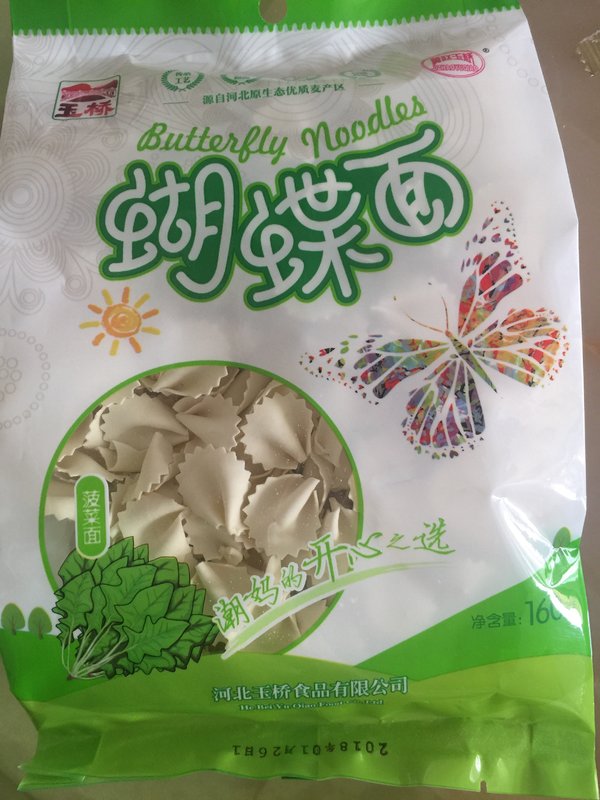 玉桥
源自河北原生态优质麦产区
Butterfly Noodles
蝴蝶面
菠菜面
潮妈的开心之选
净含量:160
河北玉桥食品有限公司
2018年01月26日1